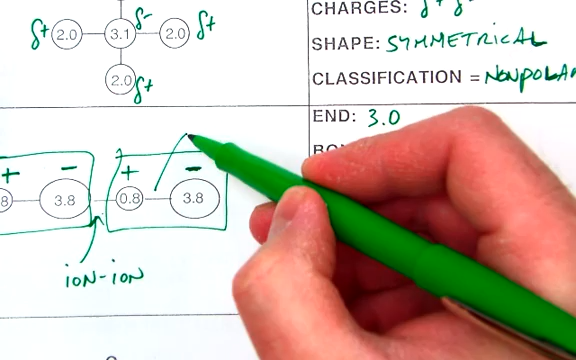 δ-
δ+ 2.0 3.1 2.0 δ+
2.0 δ+
CHARGES: δ+ δ-
SHAPE: SYMMETRICAL
CLASSIFICATION = NONPOLAR
END: 3.0
+ - + -
8 3.8 0.8 3.8
ION-ION